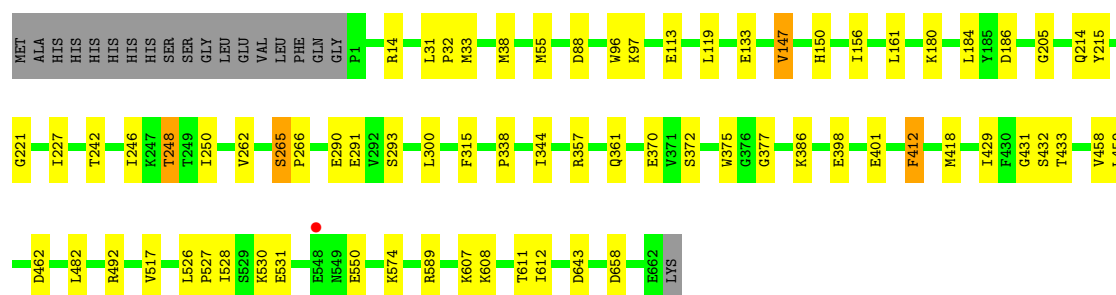 MET ALA HIS HIS HIS HIS HIS HIS SER SER GLY LEU GLU VAL LEU PHE GLN GLY P1 R14 L31 P32 M33 M38 M55 D88 W96 K97 E113 L119 E133 V147 H150 I156 L161 K180 L184 Y185 D186 G205 Q214 Y215
G221 I227 T242 I246 K247 T248 T249 I250 V262 S265 P266 E290 E291 V292 S293 L300 F315 P338 I344 R357 Q361 E370 V371 S372 W375 G376 G377 K386 E398 E401 F412 M418 I429 F430 G431 S432 T433 V458
D462 L482 R492 V517 L526 P527 I528 S529 K530 E531 E548 N549 E550 K574 R589 K607 K608 T611 I612 D643 D658 E662 LYS